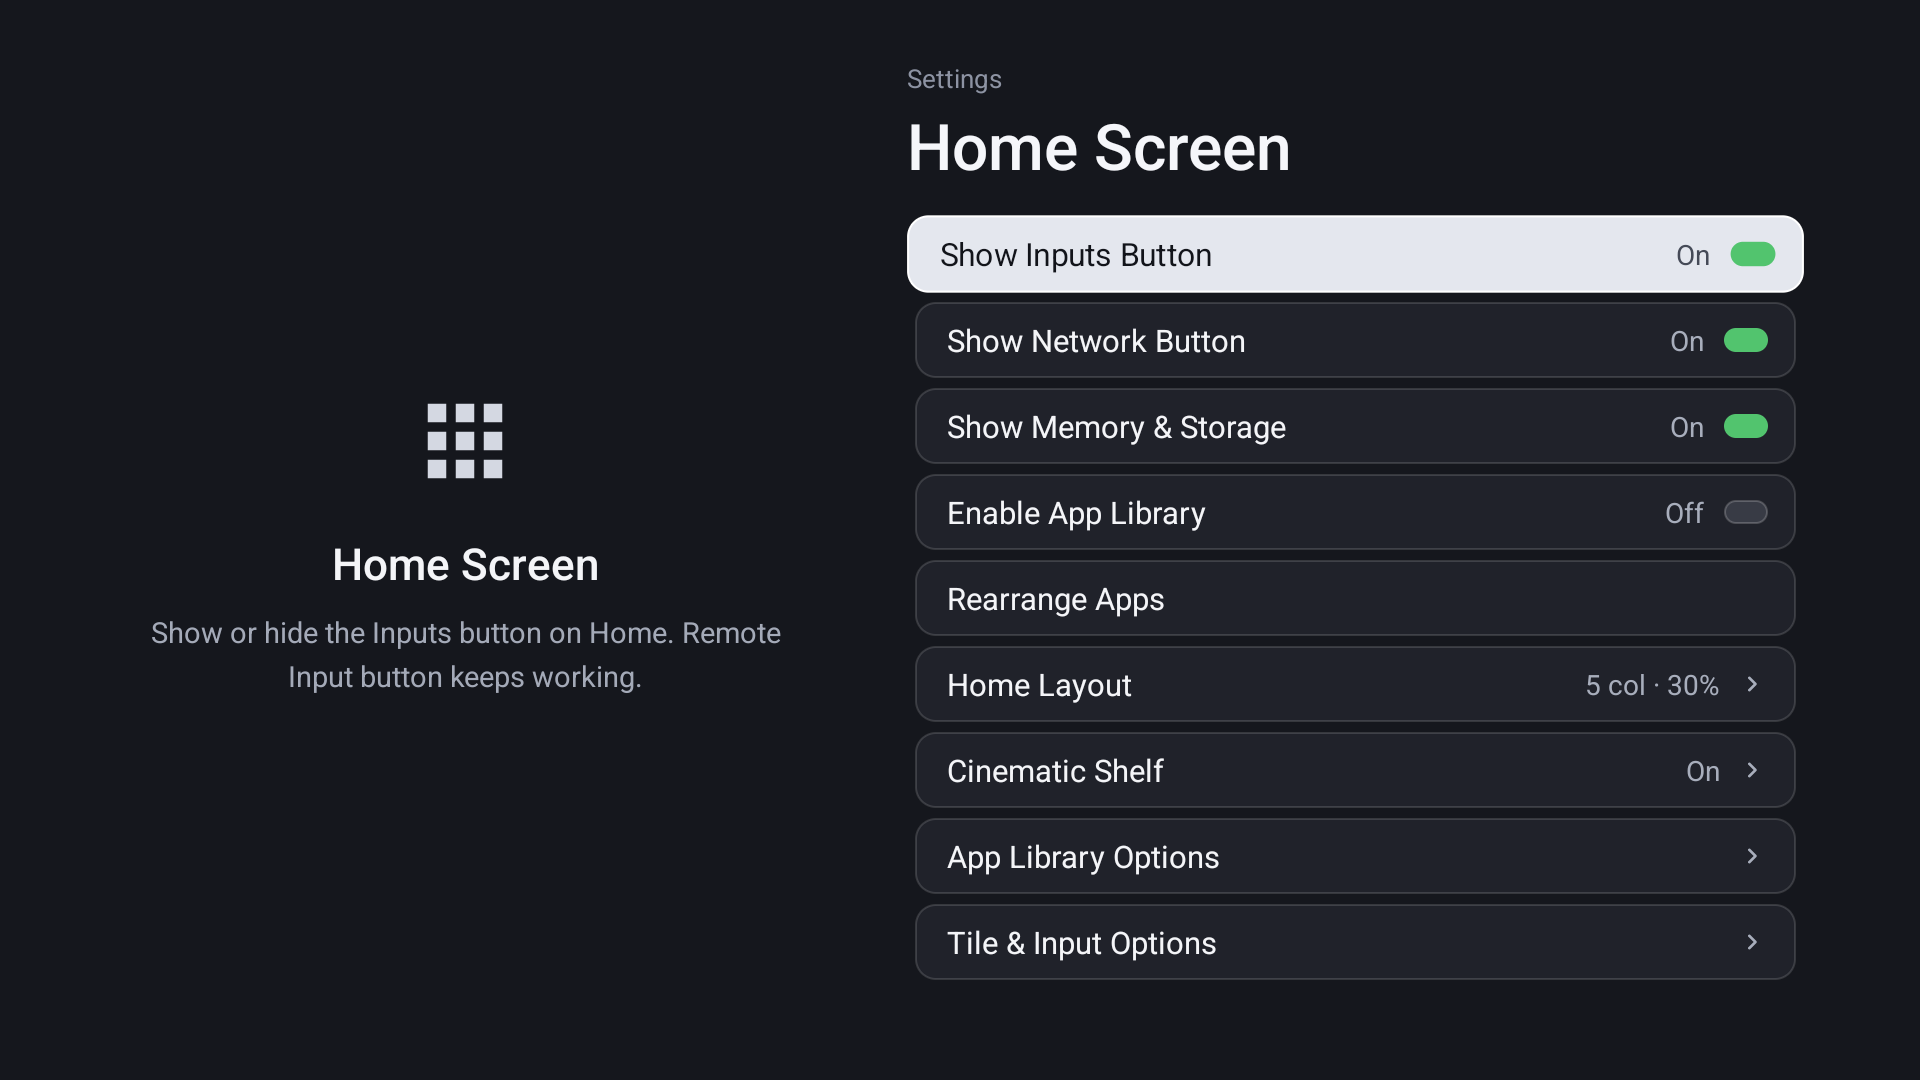 Settings
Home Screen
Show Inputs Button On
Show Network Button On
Show Memory & Storage On
Enable App Library Off
Rearrange Apps
Home Layout 5 col · 30%
Cinematic Shelf On
App Library Options
Tile & Input Options
Home Screen
Show or hide the Inputs button on Home. Remote
Input button keeps working.